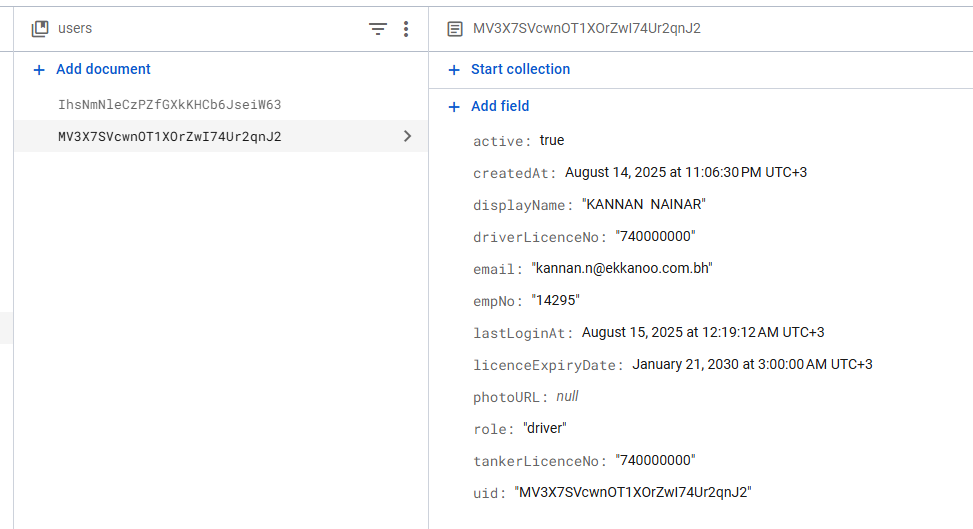 users
+ Add document
IhsNmNleCzPZfGXkKHCb6JseiW63
MV3X7SVcwnOT1XOrZwI74Ur2qnJ2
MV3X7SVcwnOT1XOrZwI74Ur2qnJ2
+ Start collection
+ Add field
active: true
createdAt: August 14, 2025 at 11:06:30 PM UTC+3
displayName: "KANNAN  NAINAR"
driverLicenceNo: "740000000"
email: "kannan.n@ekkanoo.com.bh"
empNo: "14295"
lastLoginAt: August 15, 2025 at 12:19:12 AM UTC+3
licenceExpiryDate: January 21, 2030 at 3:00:00 AM UTC+3
photoURL: null
role: "driver"
tankerLicenceNo: "740000000"
uid: "MV3X7SVcwnOT1XOrZwI74Ur2qnJ2"